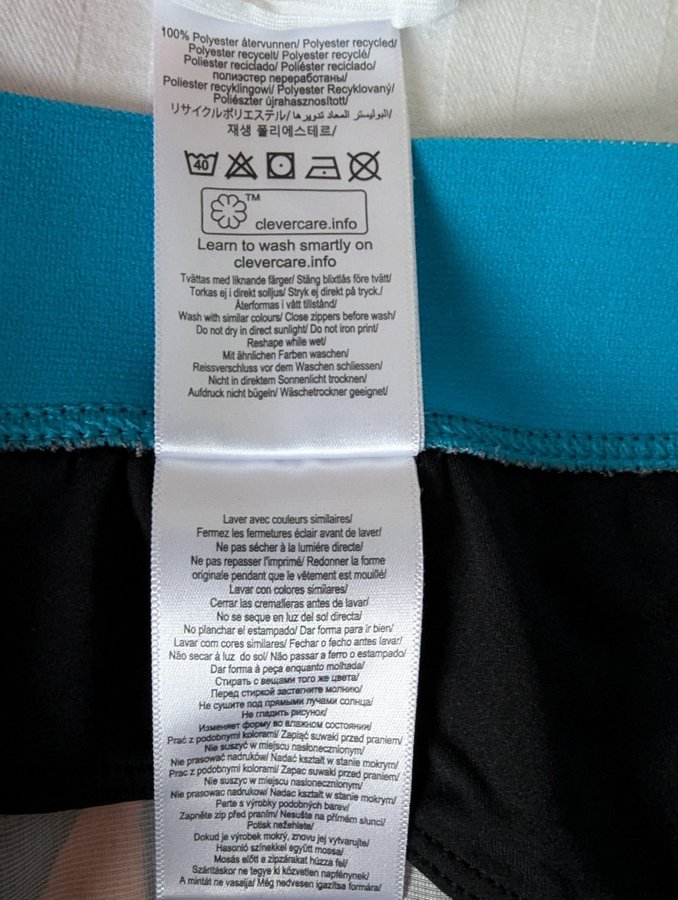 100% Polyester återvunnen/ Polyester recycled/
Polyester recycelt/ Polyester recyclé/
Poliester reciclado/ Poliéster reciclado/
полиэстер переработаны/
Poliester recyklingowi/ Polyester Recyklovaný/
Poliészter újrahasznosított/
リサイクルポリエステル/ البوليستر المعاد تدويرها/
재생 폴리에스테르/
40
TM
clevercare.info
Learn to wash smartly on
clevercare.info
Tvättas med liknande färger/ Stäng blixtlås före tvätt/
Torkas ej i direkt solljus/ Stryk ej direkt på tryck./
Återformas i vått tillstånd/
Wash with similar colours/ Close zippers before wash/
Do not dry in direct sunlight/ Do not iron print/
Reshape while wet/
Mit ähnlichen Farben waschen/
Reissverschluss vor dem Waschen schliessen/
Nicht in direktem Sonnenlicht trocknen/
Aufdruck nicht bügeln/ Wäschetrockner geeignet/
Laver avec couleurs similaires/
Fermez les fermetures éclair avant de laver/
Ne pas sécher à la lumiére directe/
Ne pas repasser l'imprimé/ Redonner la forme
originale pendant que le vêtement est mouillé/
Lavar con colores similares/
Cerrar las cremalleras antes de lavar/
No se seque en luz del sol directa/
No planchar el estampado/ Dar forma para ir bien/
Lavar com cores similares/ Fechar o fecho antes lavar/
Não secar à luz do sol/ Não passar a ferro o estampado/
Dar forma à peça enquanto molhada/
Стирать с вещами того же цвета/
Перед стиркой застегните молнию/
Не сушите под прямыми лучами солнца/
Не гладить рисунок/
Изменяет форму во влажном состоянии/
Prać z podobnymi kolorami/ Zapiąć suwaki przed praniem/
Nie suszyć w miejscu nasłonecznionym/
Nie prasować nadruków/ Nadać kształt w stanie mokrym/
Prac z podobnymi kolorami/ Zapac suwaki przed praniem/
Nie suszyc w miejscu nasłonecznionym/
Nie prasowac nadrukow/ Nadac kształt w stanie mokrym/
Perte s výrobky podobných barev/
Zapněte zip před praním/ Nesušte na přímém slunci/
Potisk nežehlete/
Dokud je výrobek mokrý, znovu jej vytvarujte/
Hasonló színekkel együtt mossa/
Mosás előtt a zipzárakat húzza fel/
Szárításkor ne tegye ki közvetlen napfénynek/
A mintát ne vasalja/ Még nedvesen igazítsa formára/